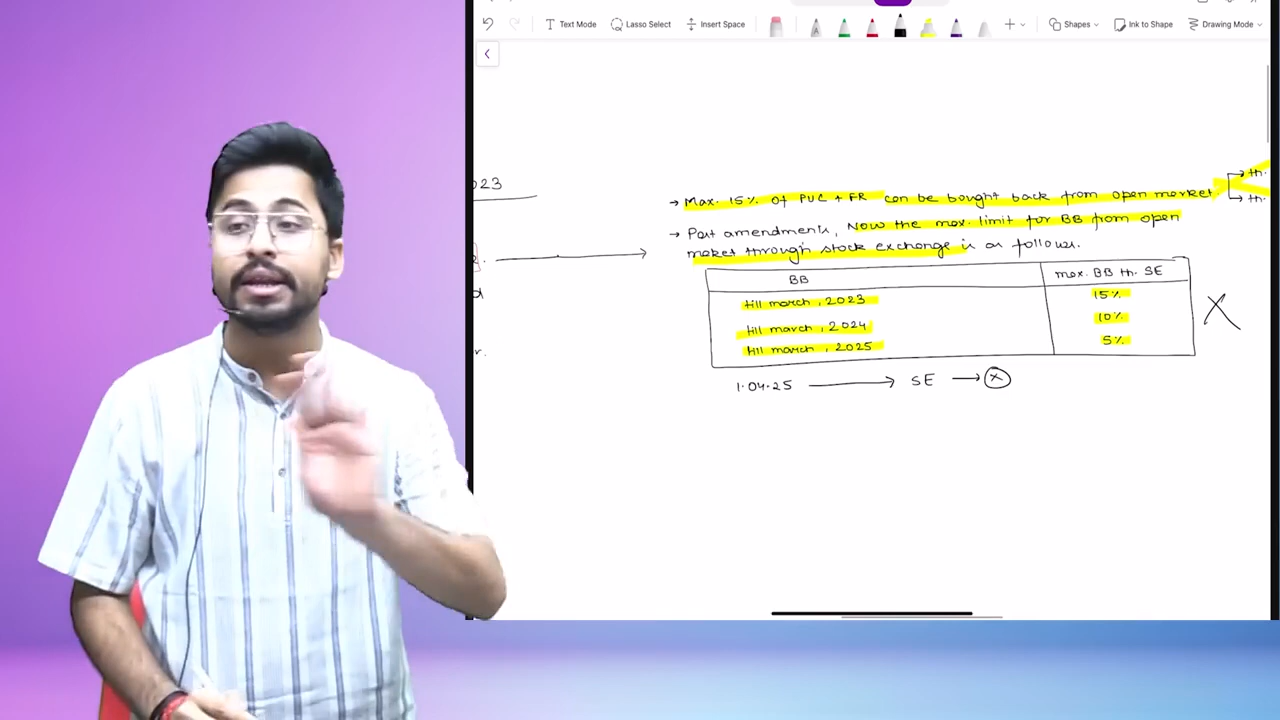 Text Mode
Lasso Select
Insert Space
Shapes
Ink to Shape
Drawing Mode
023
→ th.
→ Max. 15% of PUC + FR can be bought back from open market
→ th.
→ Post amendments, Now the max. limit for BB from open
market through stock exchange is as follows.
BB max. BB th. SE
till march, 2023 15%
till march, 2024 10%
till march, 2025 5%
X
1.04.25 → SE → X